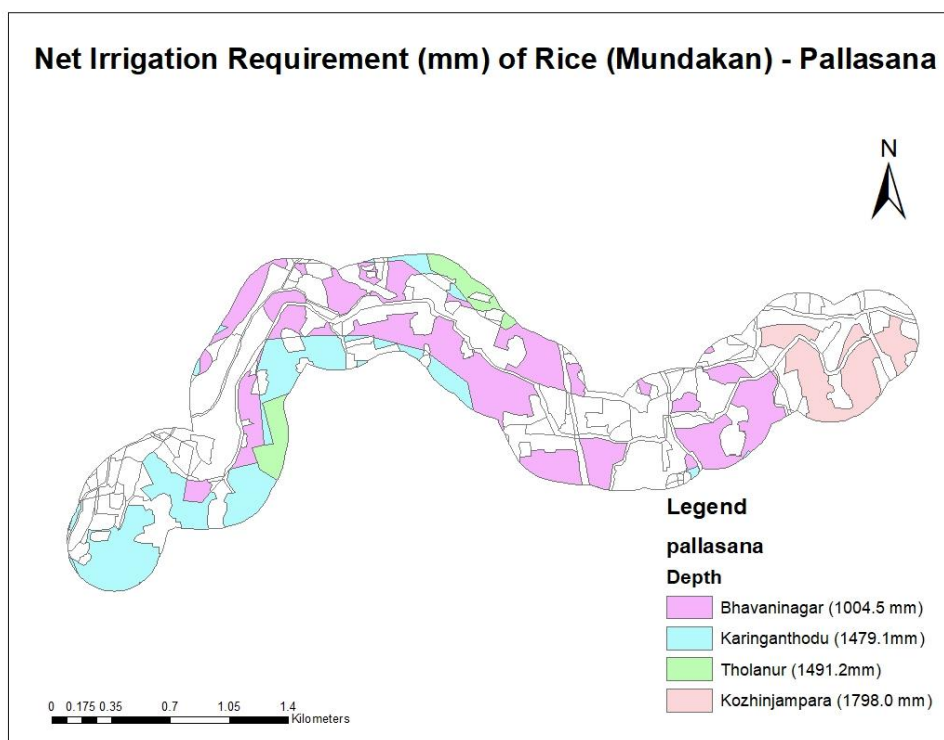 Net Irrigation Requirement (mm) of Rice (Mundakan) - Pallasana
N
Legend
pallasana
Depth
Bhavaninagar (1004.5 mm)
Karinganthodu (1479.1mm)
Tholanur (1491.2mm)
Kozhinjampara (1798.0 mm)
0 0.175 0.35 0.7 1.05 1.4
Kilometers